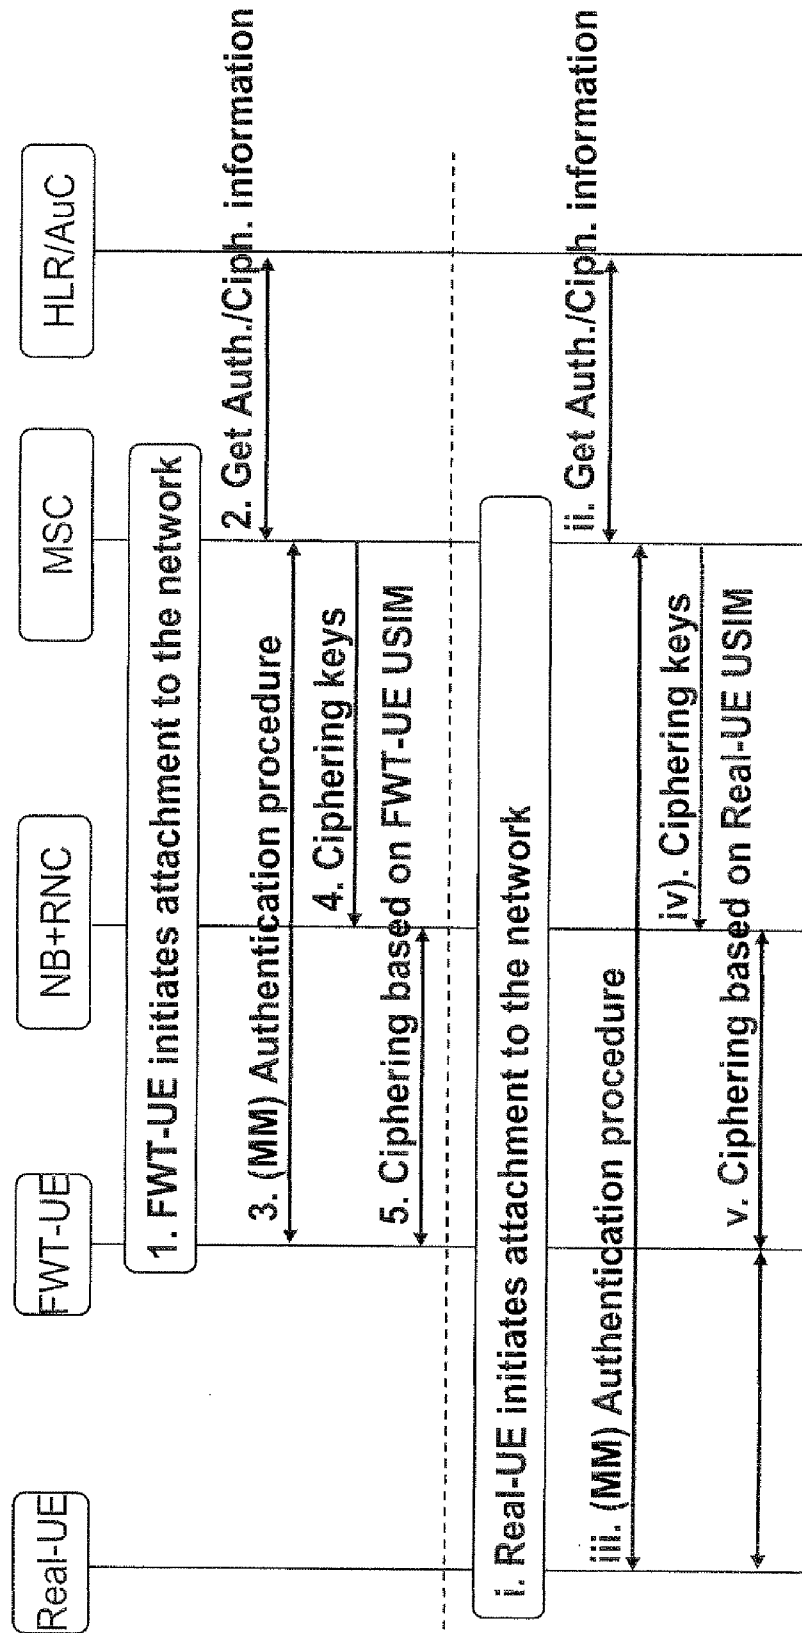 Real-UE
FWT-UE
NB+RNC
MSC
HLR/AuC
1. FWT-UE initiates attachment to the network
2. Get Auth./Ciph. information
3. (MM) Authentication procedure
4. Ciphering keys
5. Ciphering based on FWT-UE USIM
i. Real-UE initiates attachment to the network
ii. Get Auth./Ciph. information
iii. (MM) Authentication procedure
iv). Ciphering keys
v. Ciphering based on Real-UE USIM